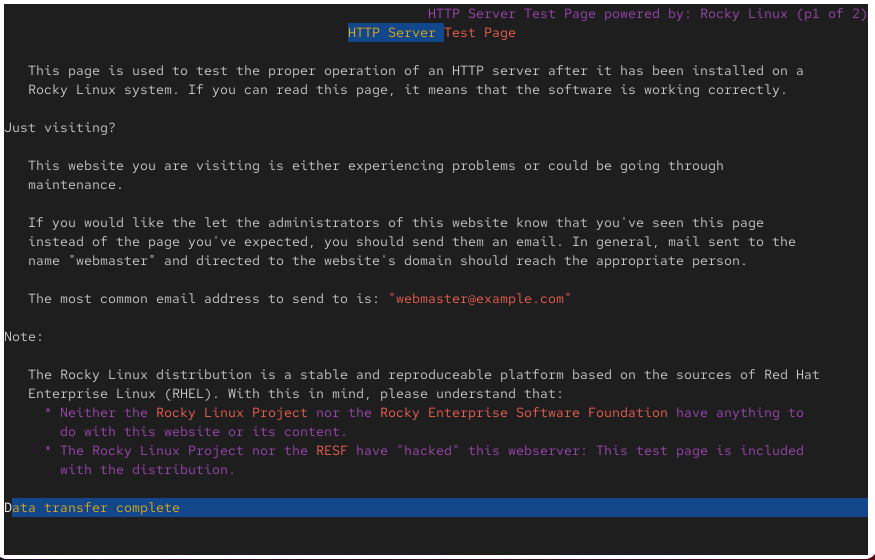 HTTP Server Test Page powered by: Rocky Linux (p1 of 2)
HTTP Server Test Page
This page is used to test the proper operation of an HTTP server after it has been installed on a
Rocky Linux system. If you can read this page, it means that the software is working correctly.
Just visiting?
This website you are visiting is either experiencing problems or could be going through
maintenance.
If you would like the let the administrators of this website know that you've seen this page
instead of the page you've expected, you should send them an email. In general, mail sent to the
name "webmaster" and directed to the website's domain should reach the appropriate person.
The most common email address to send to is: "webmaster@example.com"
Note:
The Rocky Linux distribution is a stable and reproduceable platform based on the sources of Red Hat
Enterprise Linux (RHEL). With this in mind, please understand that:
* Neither the Rocky Linux Project nor the Rocky Enterprise Software Foundation have anything to
do with this website or its content.
* The Rocky Linux Project nor the RESF have "hacked" this webserver: This test page is included
with the distribution.
Data transfer complete